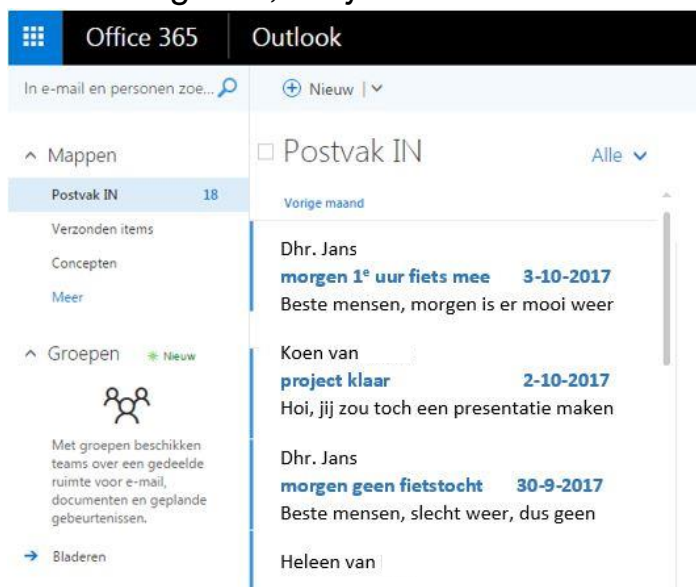 Office 365 Outlook
In e-mail en personen zoe...
Nieuw
Mappen
Postvak IN 18
Verzonden items
Concepten
Meer
Groepen Nieuw
Met groepen beschikken
teams over een gedeelde
ruimte voor e-mail,
documenten en geplande
gebeurtenissen.
Bladeren
Postvak IN Alle
Vorige maand
Dhr. Jans
morgen 1e uur fiets mee 3-10-2017
Beste mensen, morgen is er mooi weer
Koen van
project klaar 2-10-2017
Hoi, jij zou toch een presentatie maken
Dhr. Jans
morgen geen fietstocht 30-9-2017
Beste mensen, slecht weer, dus geen
Heleen van